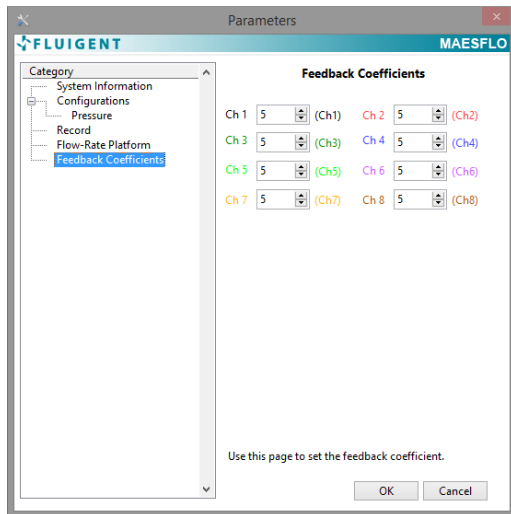 Parameters
FLUIGENT MAESFLO
Category
System Information
Configurations
Pressure
Record
Flow-Rate Platform
Feedback Coefficients
Feedback Coefficients
Ch 1 5 (Ch1) Ch 2 5 (Ch2)
Ch 3 5 (Ch3) Ch 4 5 (Ch4)
Ch 5 5 (Ch5) Ch 6 5 (Ch6)
Ch 7 5 (Ch7) Ch 8 5 (Ch8)
Use this page to set the feedback coefficient.
OK Cancel